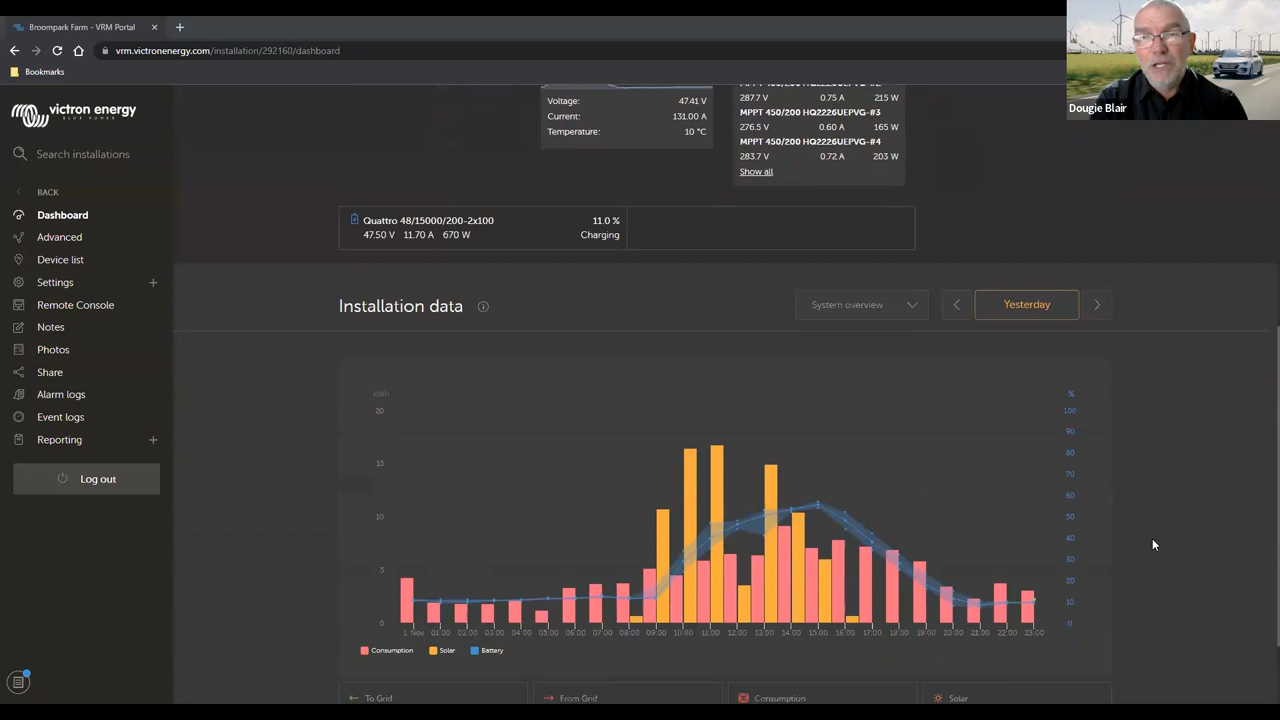 Broompark Farm - VRM Portal
vrm.victronenergy.com/installation/292160/dashboard
Bookmarks
Dougie Blair
victron energy
BLUE POWER
Search installations
BACK
Dashboard
Advanced
Device list
Settings
Remote Console
Notes
Photos
Share
Alarm logs
Event logs
Reporting
Log out
Voltage: 47.41 V
Current: 131.00 A
Temperature: 10 °C
287.7 V 0.75 A 215 W
MPPT 450/200 HQ2226UEPVG-#3
276.5 V 0.60 A 165 W
MPPT 450/200 HQ2226UEPVG-#4
283.7 V 0.72 A 203 W
Show all
Quattro 48/15000/200-2x100 11.0 %
47.50 V 11.70 A 670 W Charging
Installation data
System overview
Yesterday
kWh %
20 100
90
80
15
70
60
10 50
40
30
5
20
10
0 0
1. Nov 01:00 02:00 03:00 04:00 05:00 06:00 07:00 08:00 09:00 10:00 11:00 12:00 13:00 14:00 15:00 16:00 17:00 18:00 19:00 20:00 21:00 22:00 23:00
Consumption Solar Battery
To Grid From Grid Consumption Solar